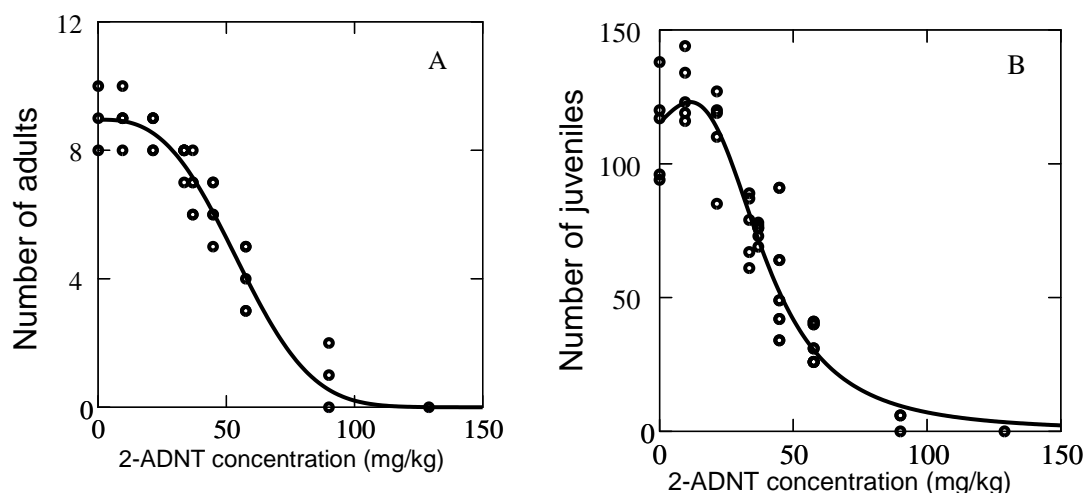 12
A
8
4
0
Number of adults
0
50
100
150
2-ADNT concentration (mg/kg)
150
B
100
50
0
Number of juveniles
0
50
100
150
2-ADNT concentration (mg/kg)